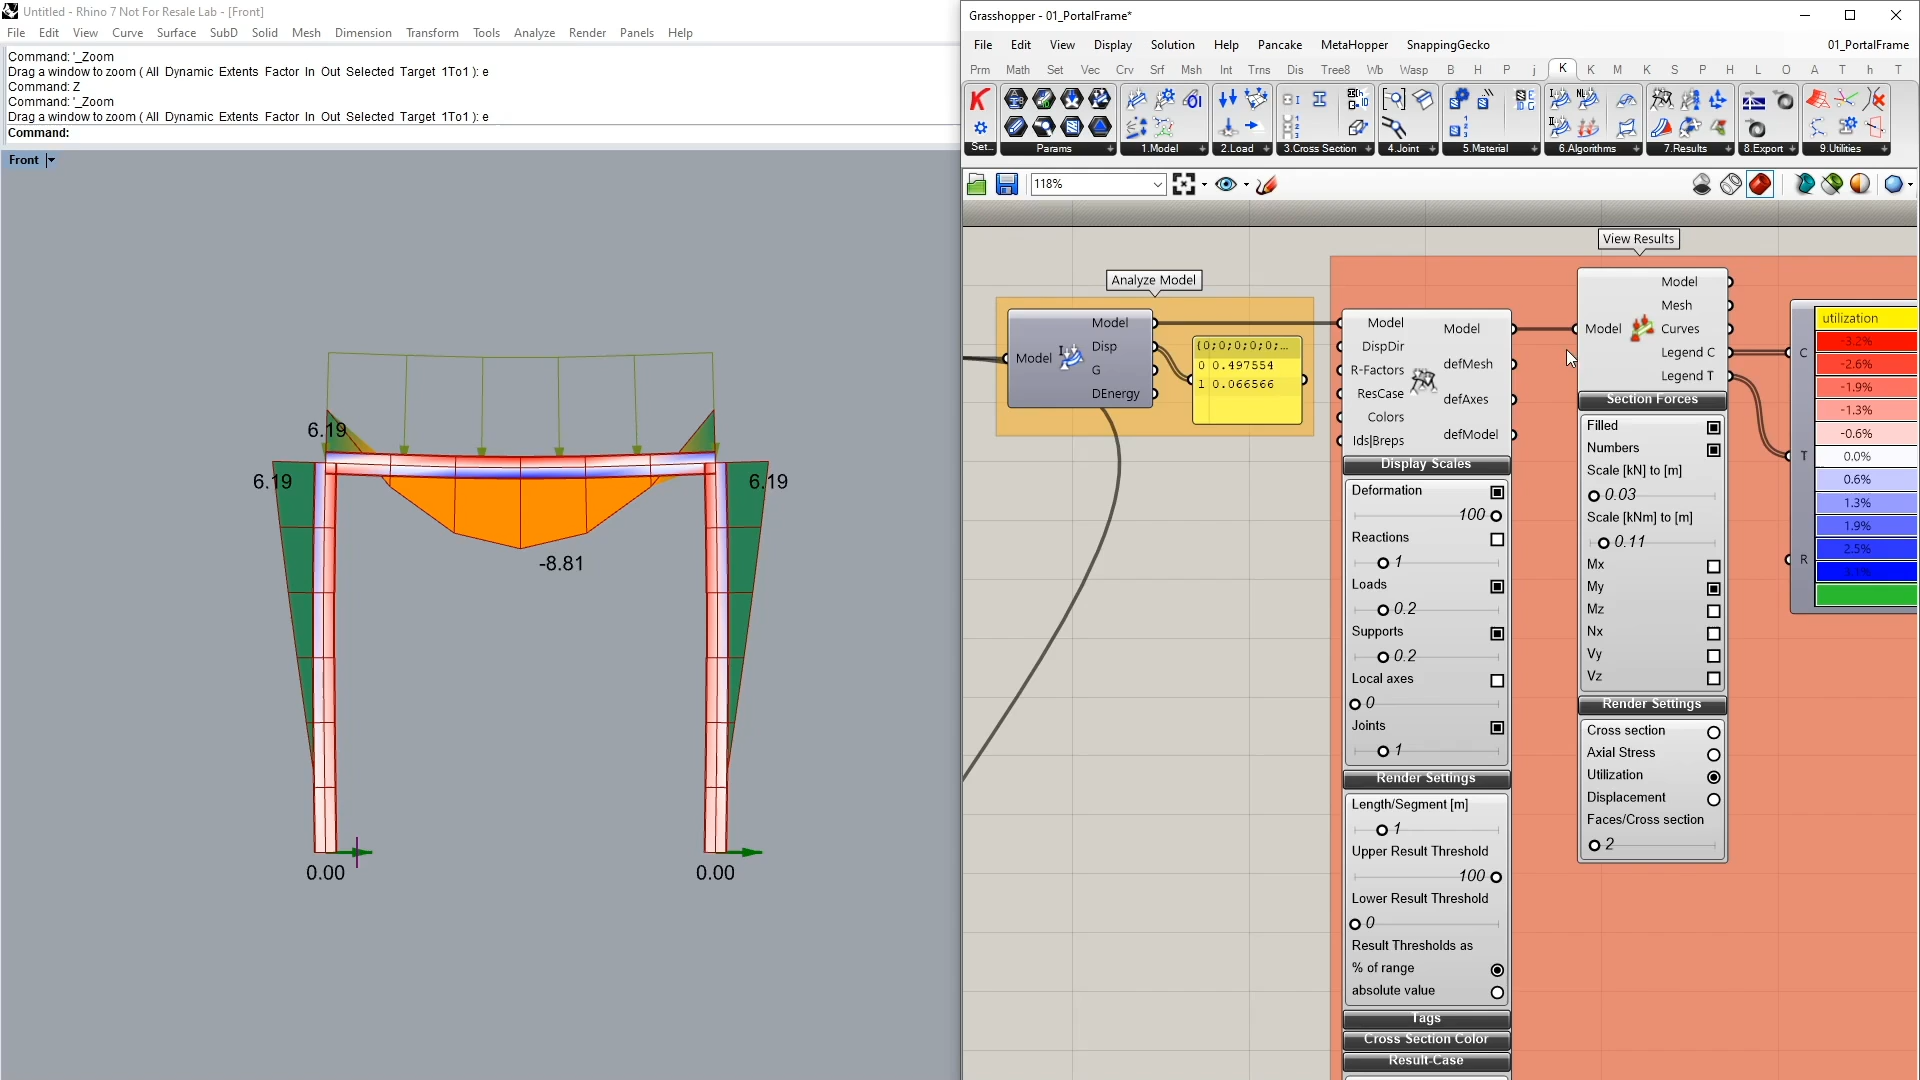 Untitled - Rhino 7 Not For Resale Lab - [Front]
File Edit View Curve Surface SubD Solid Mesh Dimension Transform Tools Analyze Render Panels Help
Command: '_Zoom
Drag a window to zoom ( All Dynamic Extents Factor In Out Selected Target 1To1 ): e
Command: Z
Command: '_Zoom
Drag a window to zoom ( All Dynamic Extents Factor In Out Selected Target 1To1 ): e
Command:
Front
6.19
6.19
6.19
-8.81
0.00
0.00
Grasshopper - 01_PortalFrame*
File Edit View Display Solution Help Pancake MetaHopper SnappingGecko
01_PortalFrame
Prm Math Set Vec Crv Srf Msh Int Trns Dis Tree8 Wb Wasp B H P j K K M K S P H L O A T h T
Set... Params 1.Model 2.Load 3.Cross Section 4.Joint 5.Material 6.Algorithms 7.Results 8.Export 9.Utilities
118%
Analyze Model
Model
Model
Disp
G
DEnergy
{0;0;0;0;0;...
0 0.497554
1 0.066566
Model
DispDir
R-Factors
ResCase
Colors
Ids|Breps
Model
defMesh
defAxes
defModel
Display Scales
Deformation
100
Reactions
1
Loads
0.2
Supports
0.2
Local axes
0
Joints
1
Render Settings
Length/Segment [m]
1
Upper Result Threshold
100
Lower Result Threshold
0
Result Thresholds as
% of range
absolute value
Tags
Cross Section Color
Result-Case
View Results
Model
Model
Mesh
Curves
Legend C
Legend T
Section Forces
Filled
Numbers
Scale [kN] to [m]
0.03
Scale [kNm] to [m]
0.11
Mx
My
Mz
Nx
Vy
Vz
Render Settings
Cross section
Axial Stress
Utilization
Displacement
Faces/Cross section
2
C
T
R
utilization
-3.2%
-2.6%
-1.9%
-1.3%
-0.6%
0.0%
0.6%
1.3%
1.9%
2.5%
3.1%